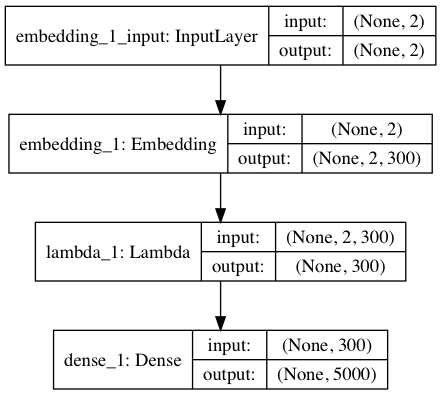 embedding_1_input: InputLayer
input: (None, 2)
output: (None, 2)
embedding_1: Embedding
input: (None, 2)
output: (None, 2, 300)
lambda_1: Lambda
input: (None, 2, 300)
output: (None, 300)
dense_1: Dense
input: (None, 300)
output: (None, 5000)